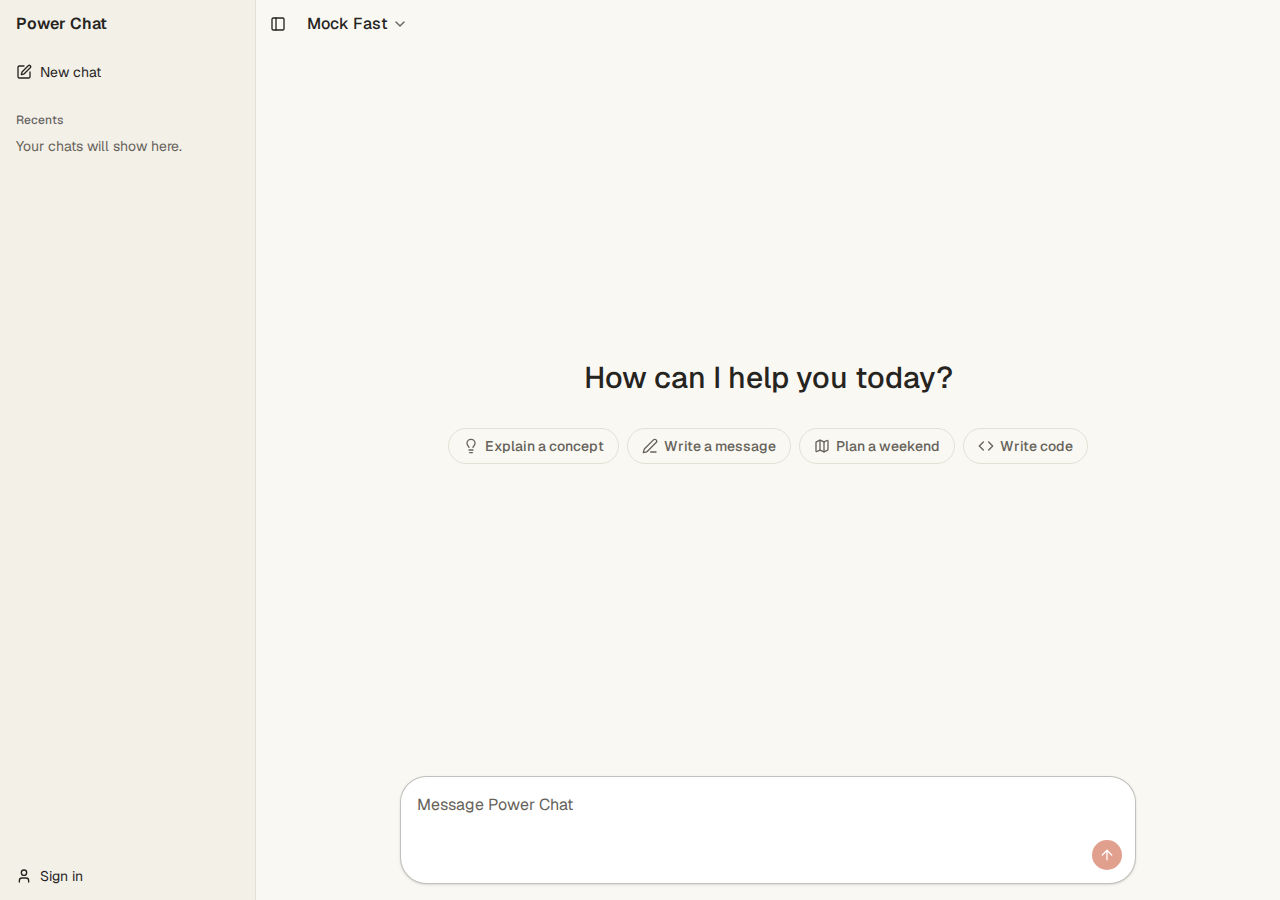 Power Chat
New chat
Recents
Your chats will show here.
Sign in
Mock Fast
How can I help you today?
Explain a concept
Write a message
Plan a weekend
Write code
Message Power Chat